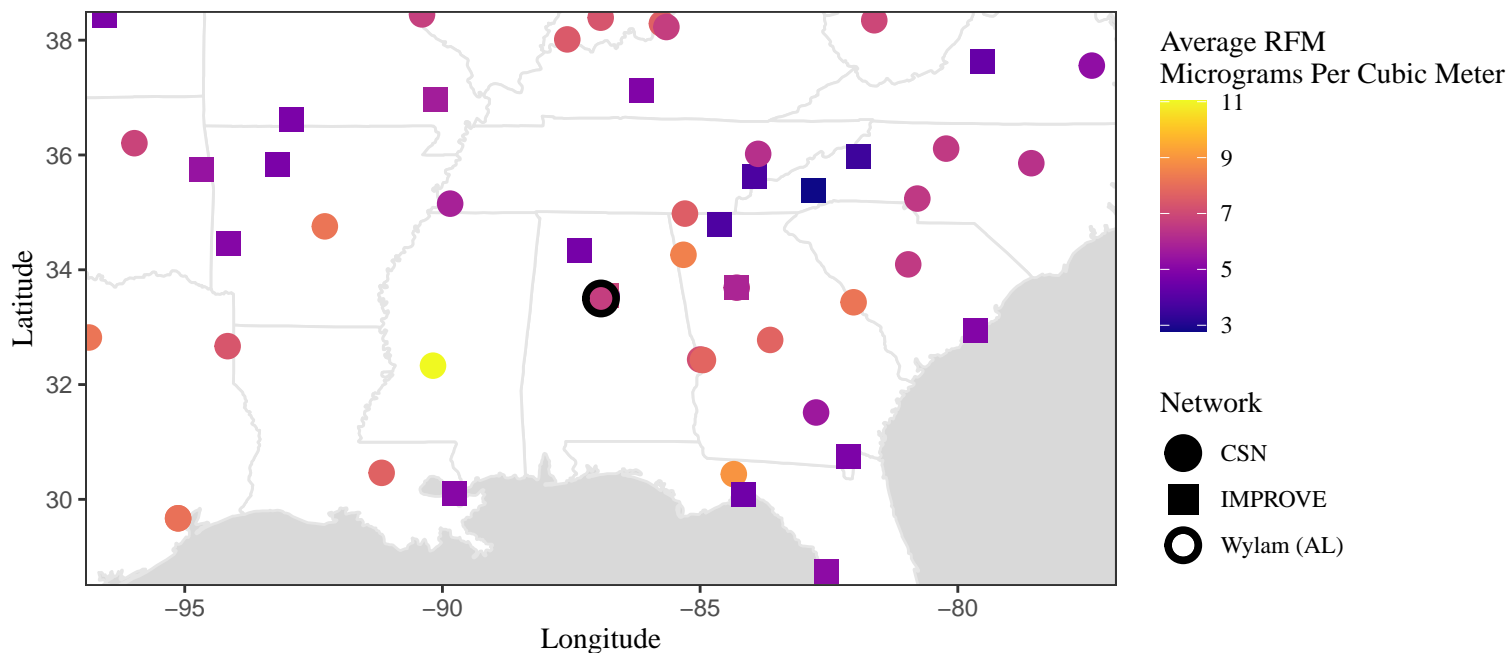 38
36
34
32
30
Latitude
−95
−90
−85
−80
Longitude
Average RFM
Micrograms Per Cubic Meter
11
9
7
5
3
Network
CSN
IMPROVE
Wylam (AL)